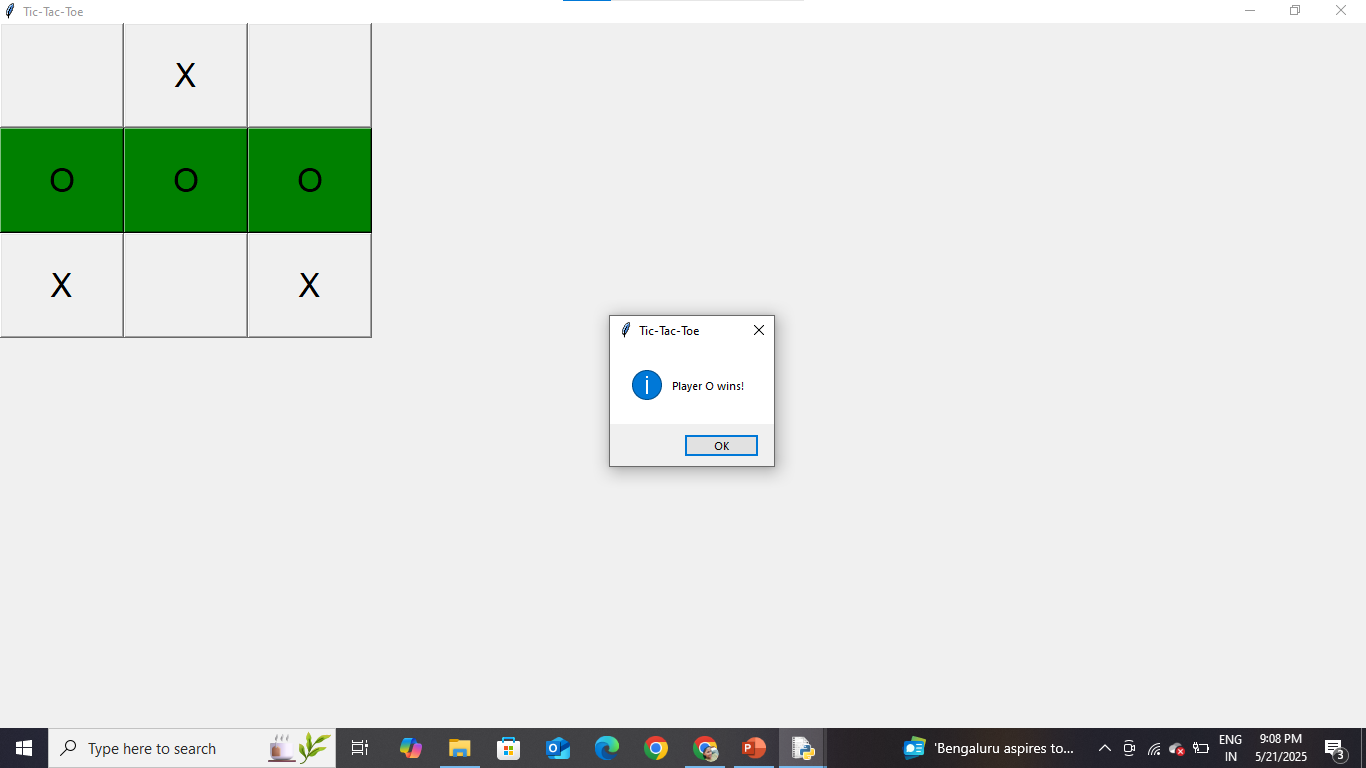 Tic-Tac-Toe
X
O O O
X X
Tic-Tac-Toe
Player O wins!
OK
Type here to search
'Bengaluru aspires to...
ENG
IN
9:08 PM
5/21/2025
3